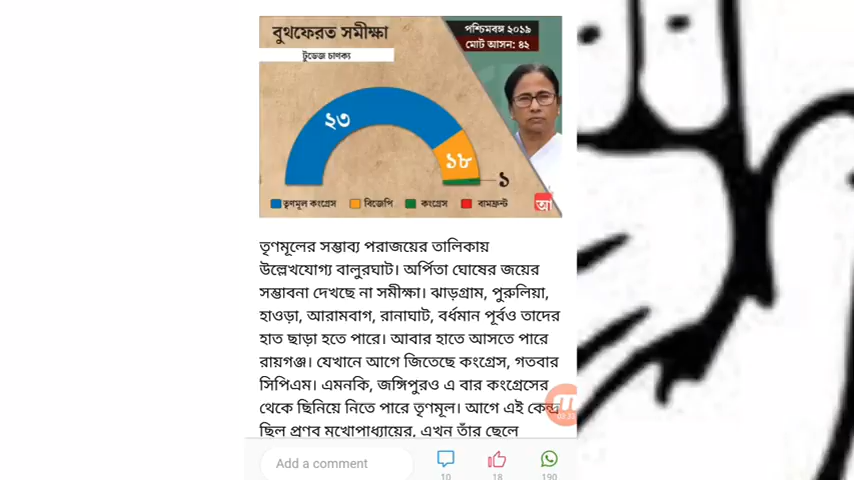 বুথফেরত সমীক্ষা
টুডেজ চাণক্য
পশ্চিমবঙ্গ ২০১৯
মোট আসন: ৪২
২৩
১৮
১
তৃণমূল কংগ্রেস
বিজেপি
কংগ্রেস
বামফ্রন্ট
আ
তৃণমূলের সম্ভাব্য পরাজয়ের তালিকায়
উল্লেখযোগ্য বালুরঘাট। অর্পিতা ঘোষের জয়ের
সম্ভাবনা দেখছে না সমীক্ষা। ঝাড়গ্রাম, পুরুলিয়া,
হাওড়া, আরামবাগ, রানাঘাট, বর্ধমান পূর্বও তাদের
হাত ছাড়া হতে পারে। আবার হাতে আসতে পারে
রায়গঞ্জ। যেখানে আগে জিতেছে কংগ্রেস, গতবার
সিপিএম। এমনকি, জঙ্গিপুরও এ বার কংগ্রেসের
থেকে ছিনিয়ে নিতে পারে তৃণমূল। আগে এই কেন্দ্র
ছিল প্রণব মুখোপাধ্যায়ের, এখন তাঁর ছেলে
Add a comment
10
18
190